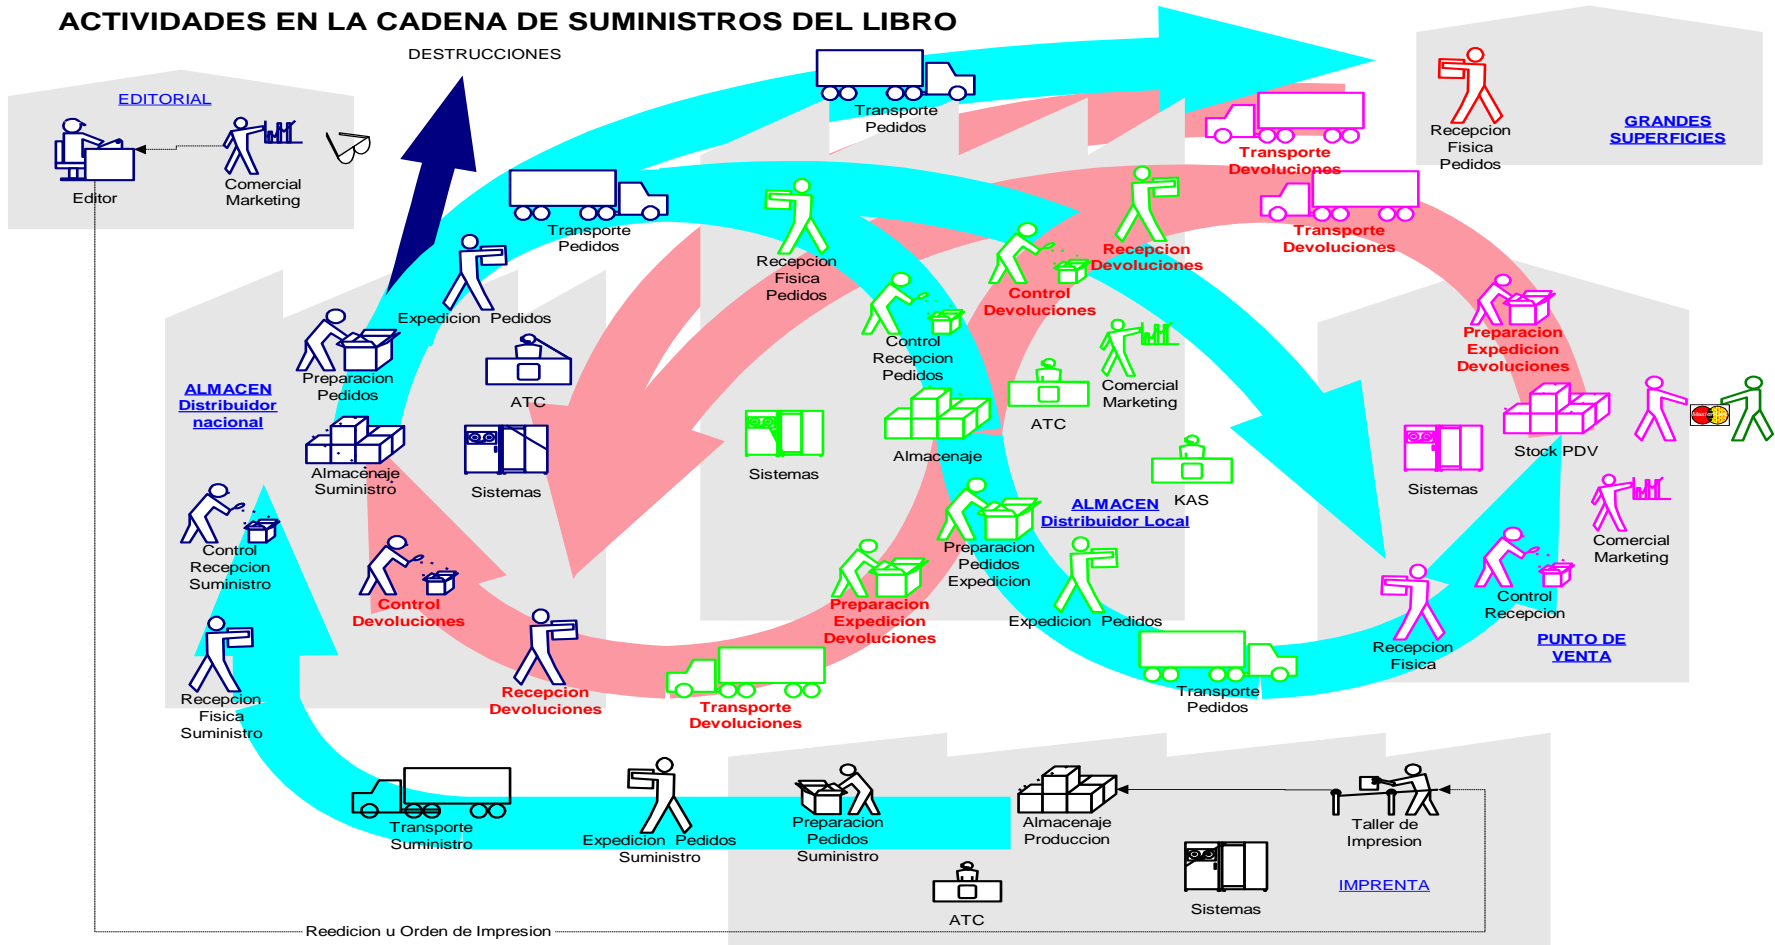 ACTIVIDADES EN LA CADENA DE SUMINISTROS DEL LIBRO
DESTRUCCIONES
EDITORIAL
Editor
Comercial
Marketing
Transporte
Pedidos
Transporte
Devoluciones
Recepcion
Fisica
Pedidos
GRANDES
SUPERFICIES
Transporte
Pedidos
Transporte
Devoluciones
Recepcion
Fisica
Pedidos
Recepcion
Devoluciones
Control
Devoluciones
Expedicion Pedidos
Preparacion
Pedidos
ATC
ALMACEN
Distribuidor
nacional
Almacenaje
Suministro
Sistemas
Control
Recepcion
Suministro
Control
Devoluciones
Recepcion
Fisica
Suministro
Recepcion
Devoluciones
Transporte
Devoluciones
Control
Recepcion
Pedidos
Almacenaje
Sistemas
ATC
Comercial
Marketing
KAS
ALMACEN
Distribuidor Local
Preparacion
Pedidos
Expedicion
Preparacion
Expedicion
Devoluciones
Expedicion Pedidos
Transporte
Pedidos
Preparacion
Expedicion
Devoluciones
Stock PDV
MasterCard
Sistemas
Comercial
Marketing
Control
Recepcion
Recepcion
Fisica
PUNTO DE
VENTA
Transporte
Suministro
Expedicion Pedidos
Suministro
Preparacion
Pedidos
Suministro
Almacenaje
Produccion
Taller de
Impresion
ATC
Sistemas
IMPRENTA
Reedicion u Orden de Impresion